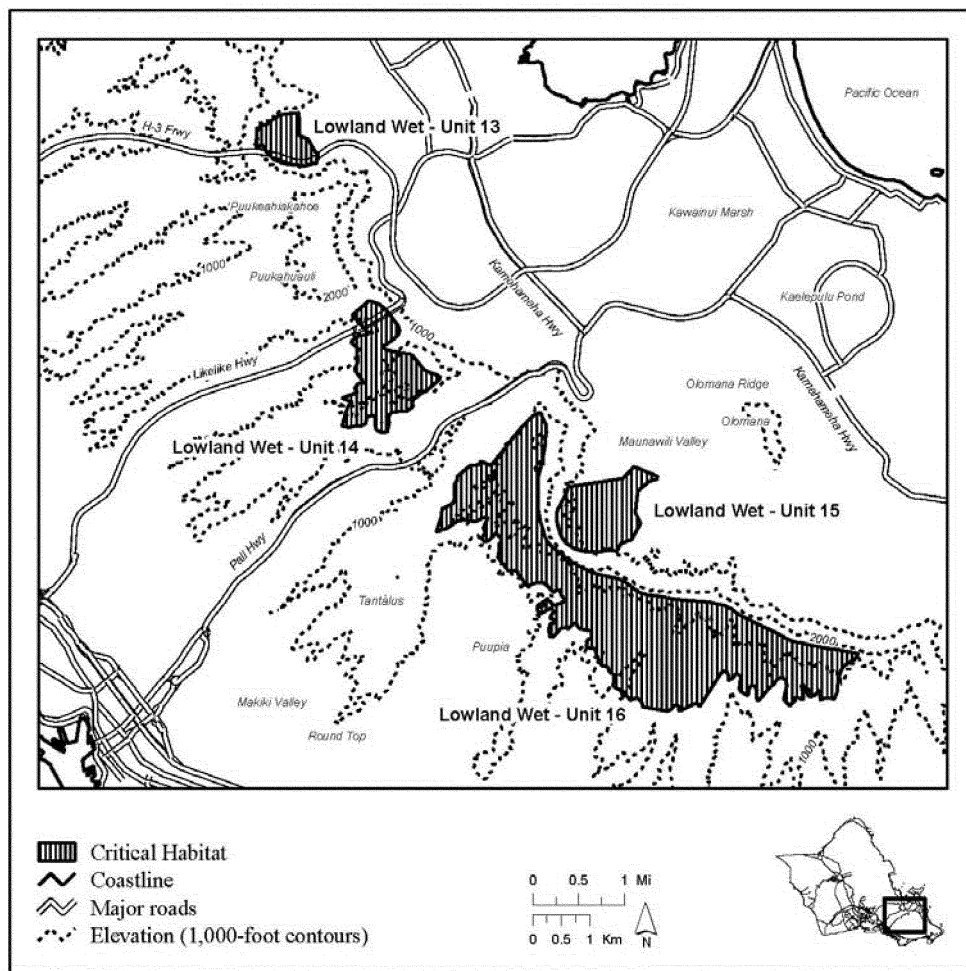 Pacific Ocean
H-3 Frwy
Lowland Wet - Unit 13
Puukeahiakahoe
Kawainui Marsh
1000
Puukahuauli
2000
Kamehameha Hwy
Kaelepulu Pond
1000
Likelike Hwy
Olomana Ridge
Kamehameha Hwy
Olomana
Lowland Wet - Unit 14
Maunawili Valley
1000
Pali Hwy
Lowland Wet - Unit 15
Tantalus
2000
Puupia
Makiki Valley
Lowland Wet - Unit 16
Round Top
1000
Critical Habitat
Coastline
Major roads
Elevation (1,000-foot contours)
0 0.5 1 Mi
0 0.5 1 Km
N